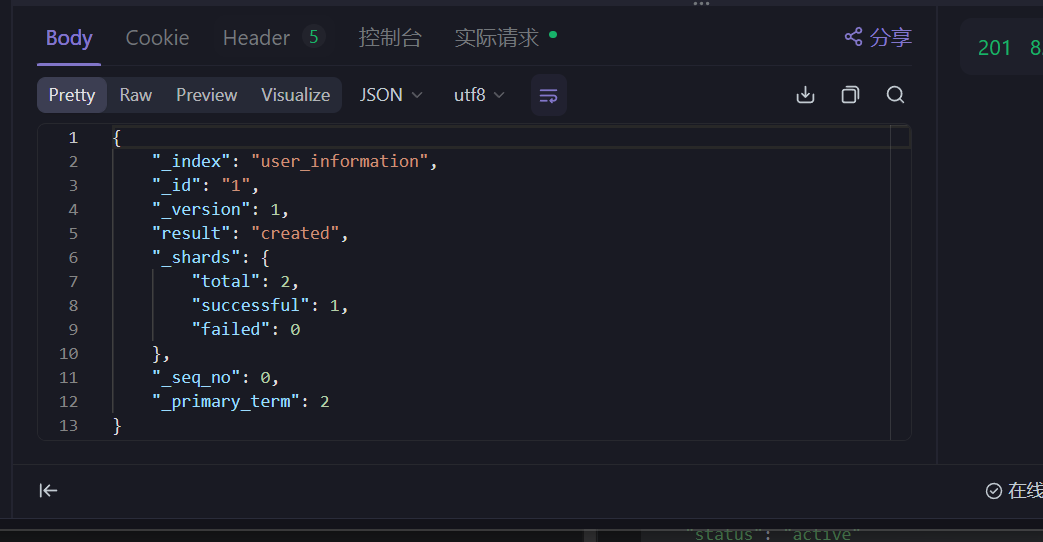 Body Cookie Header 5 控制台 实际请求 分享 201
Pretty Raw Preview Visualize JSON utf8
1 {
2 "_index": "user_information",
3 "_id": "1",
4 "_version": 1,
5 "result": "created",
6 "_shards": {
7 "total": 2,
8 "successful": 1,
9 "failed": 0
10 },
11 "_seq_no": 0,
12 "_primary_term": 2
13 }
在线
"status": "active"